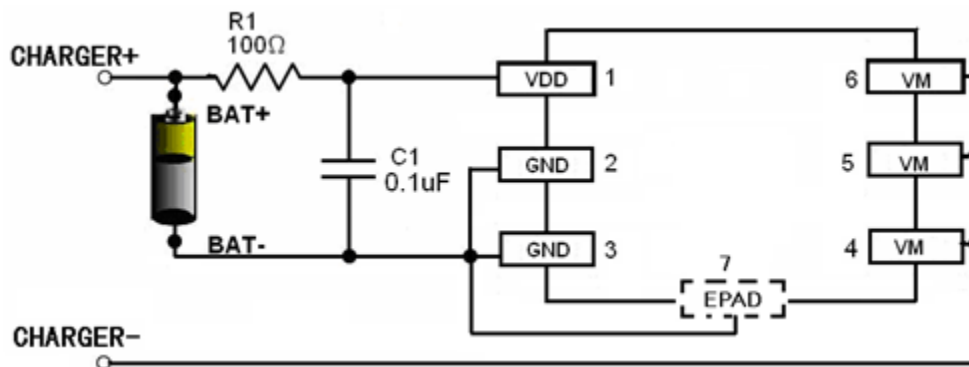 R1
100Ω
CHARGER+
BAT+
C1
0.1uF
BAT-
VDD 1
GND 2
GND 3
6 VM
5 VM
4 VM
7
EPAD
CHARGER-